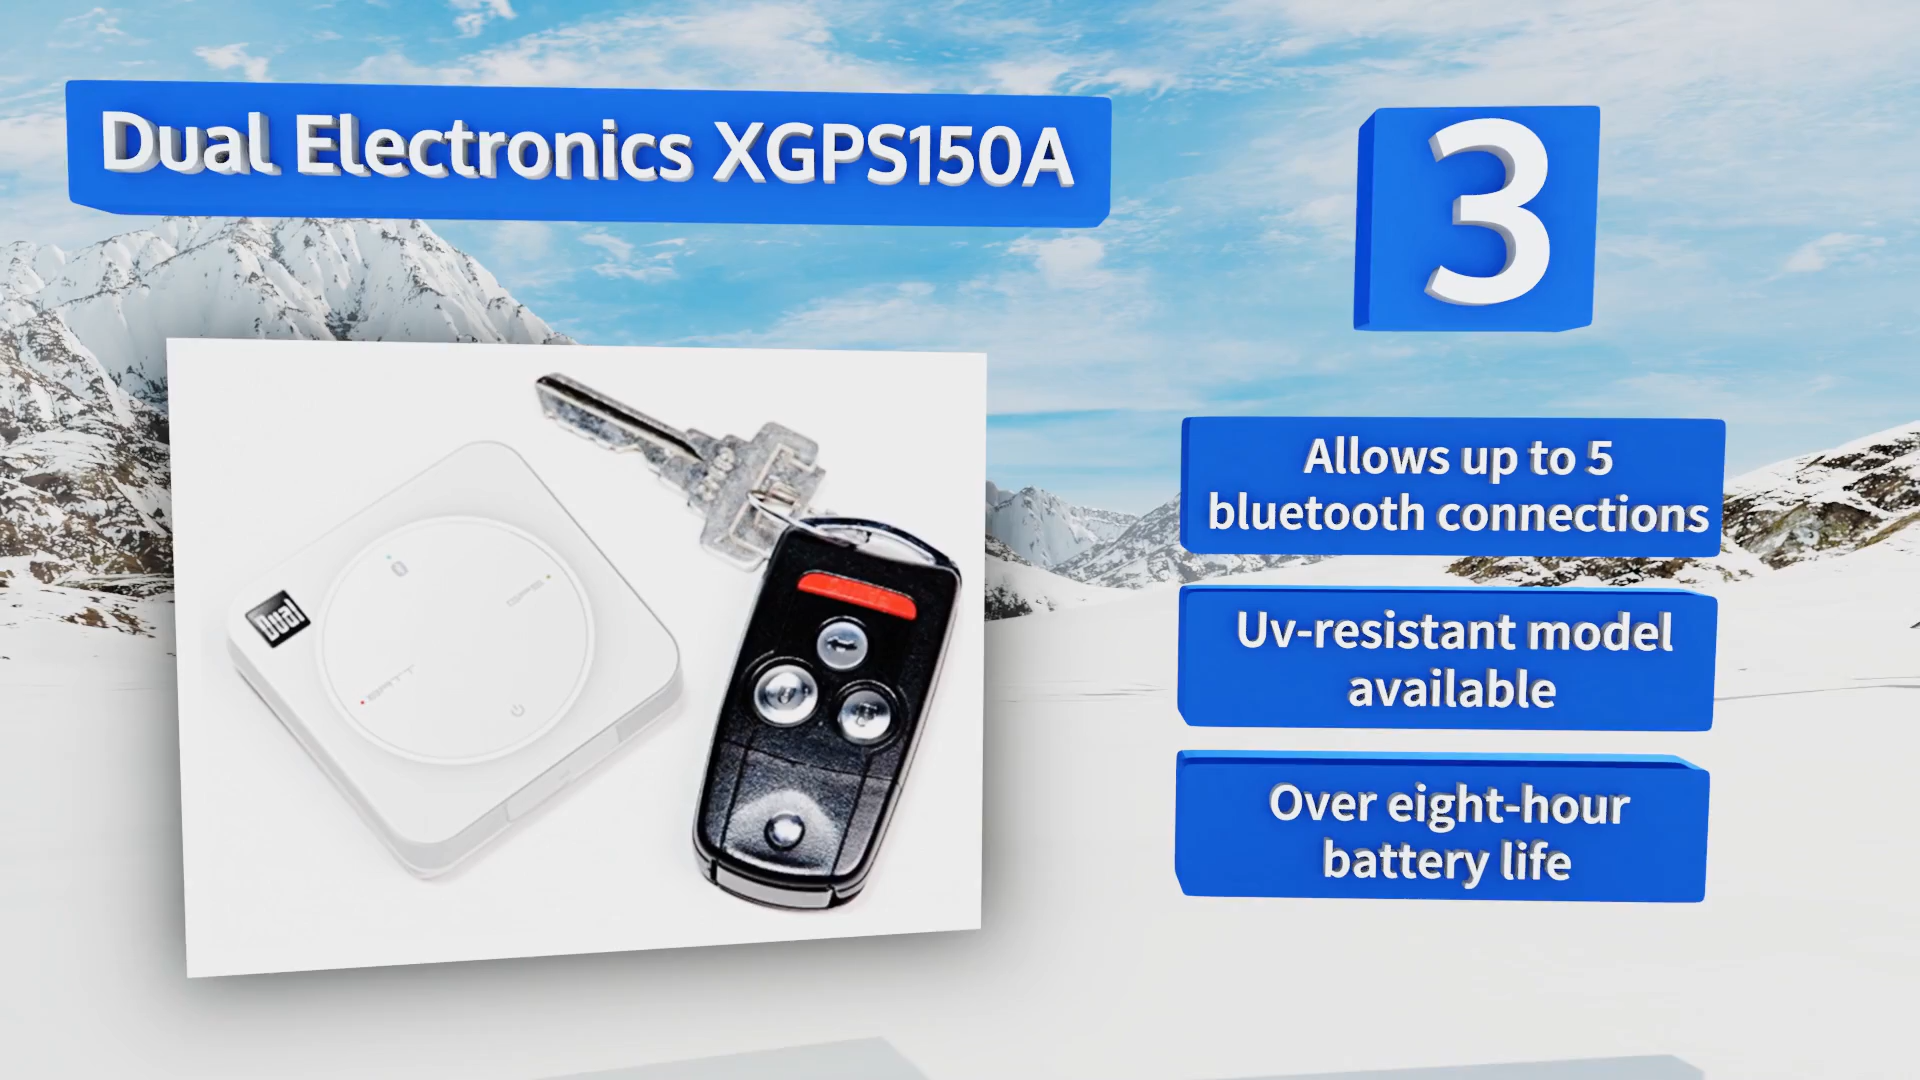 Dual Electronics XGPS150A
3
Allows up to 5
bluetooth connections
Uv-resistant model
available
Over eight-hour
battery life
Dual